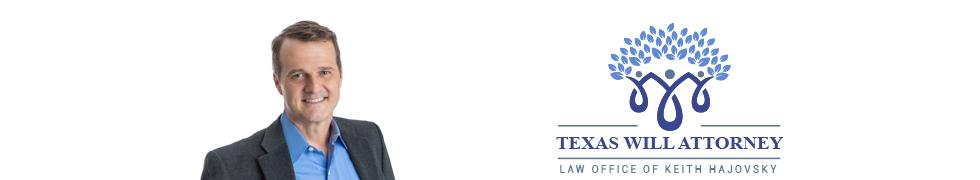 TEXAS WILL ATTORNEY
LAW OFFICE OF KEITH HAJOVSKY